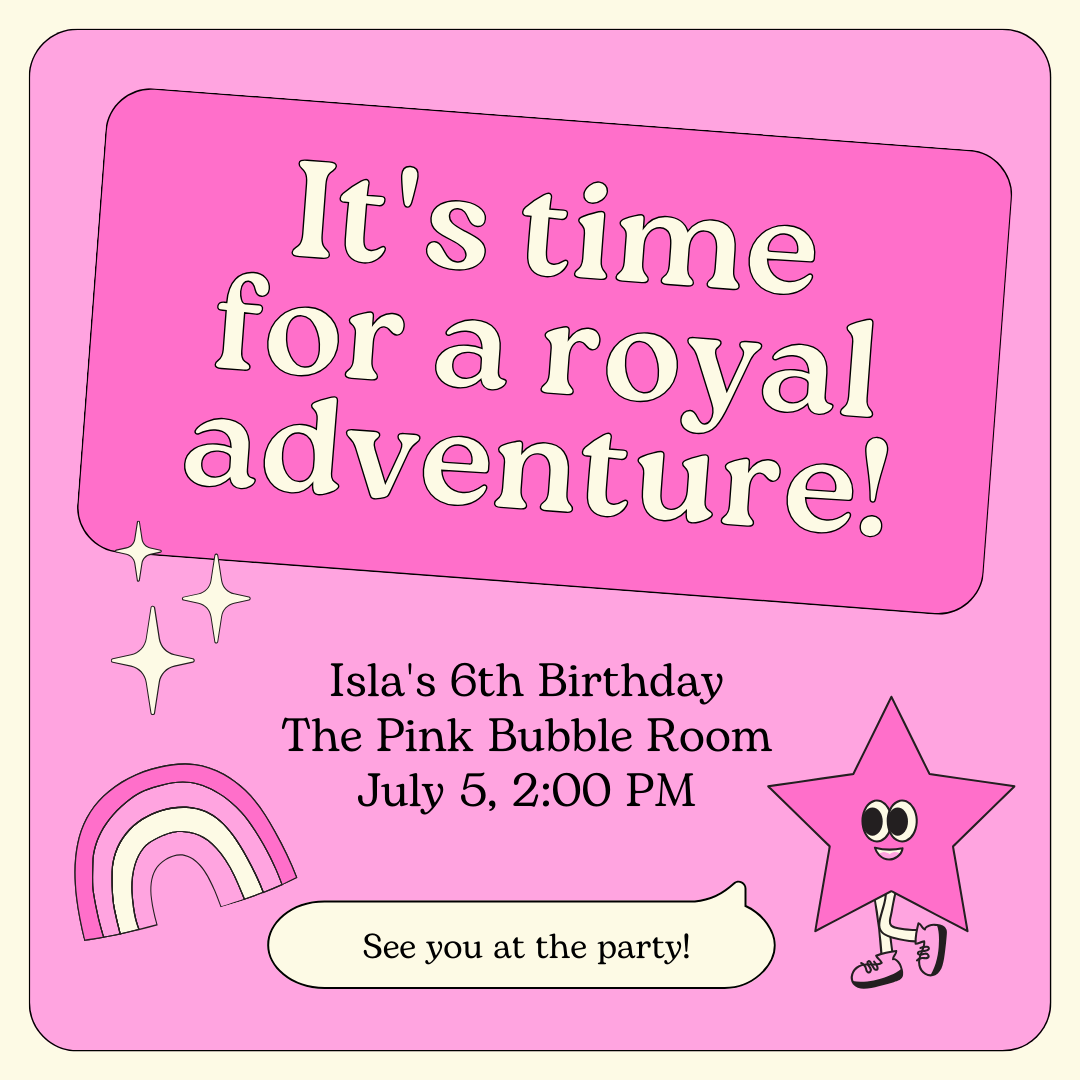 It's time
for a royal
adventure!
Isla's 6th Birthday
The Pink Bubble Room
July 5, 2:00 PM
See you at the party!